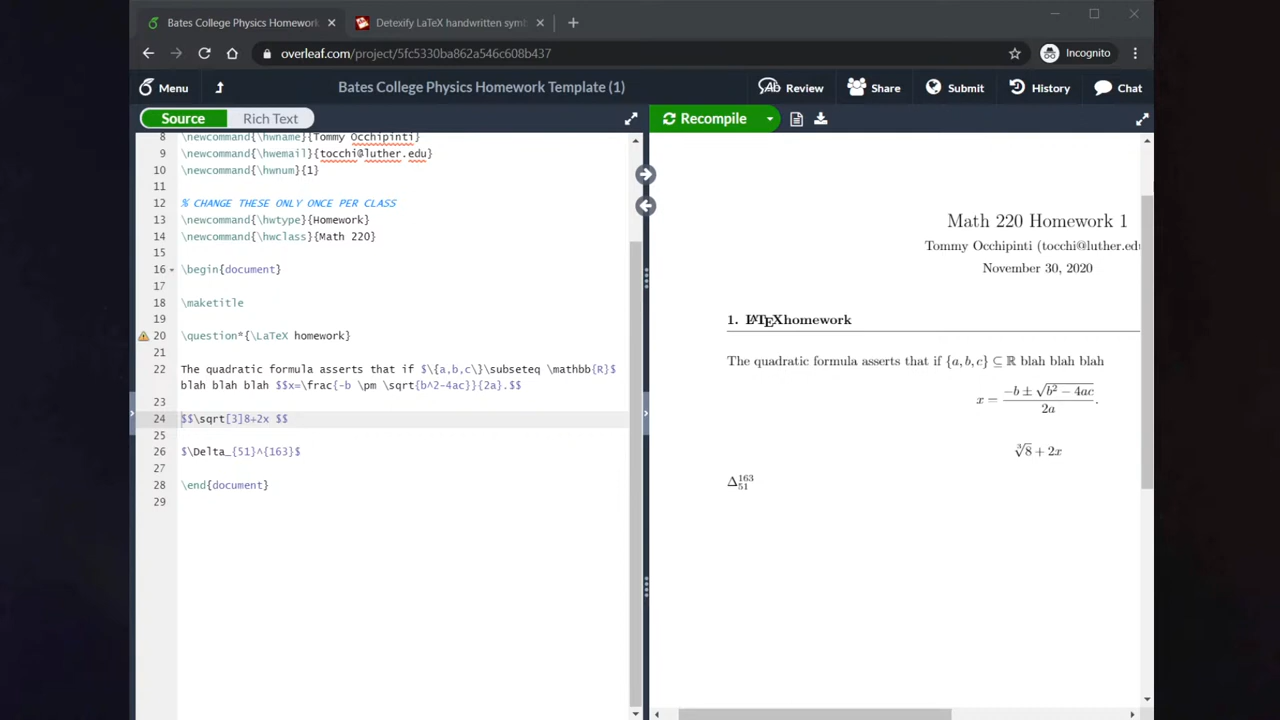 Bates College Physics Homework
Detexify LaTeX handwritten symb
overleaf.com/project/5fc5330ba862a546c608b437
Incognito
Menu
Bates College Physics Homework Template (1)
Review
Share
Submit
History
Chat
Source
Rich Text
Recompile
8 \newcommand{\hwname}{Tommy Occhipinti}
9 \newcommand{\hwemail}{tocchi@luther.edu}
10 \newcommand{\hwnum}{1}
11
12 % CHANGE THESE ONLY ONCE PER CLASS
13 \newcommand{\hwtype}{Homework}
14 \newcommand{\hwclass}{Math 220}
15
16 \begin{document}
17
18 \maketitle
19
20 \question*{\LaTeX homework}
21
22 The quadratic formula asserts that if $\{a,b,c\}\subseteq \mathbb{R}$
blah blah blah $$x=\frac{-b \pm \sqrt{b^2-4ac}}{2a}.$$
23
24 $$\sqrt[3]8+2x $$
25
26 $\Delta_{51}^{163}$
27
28 \end{document}
29
Math 220 Homework 1
Tommy Occhipinti (tocchi@luther.edu
November 30, 2020
1. LATEXhomework
The quadratic formula asserts that if {a, b, c} ⊆ ℝ blah blah blah
x = (−b ± √(b² − 4ac))/2a.
∛8 + 2x
Δ₅₁¹⁶³